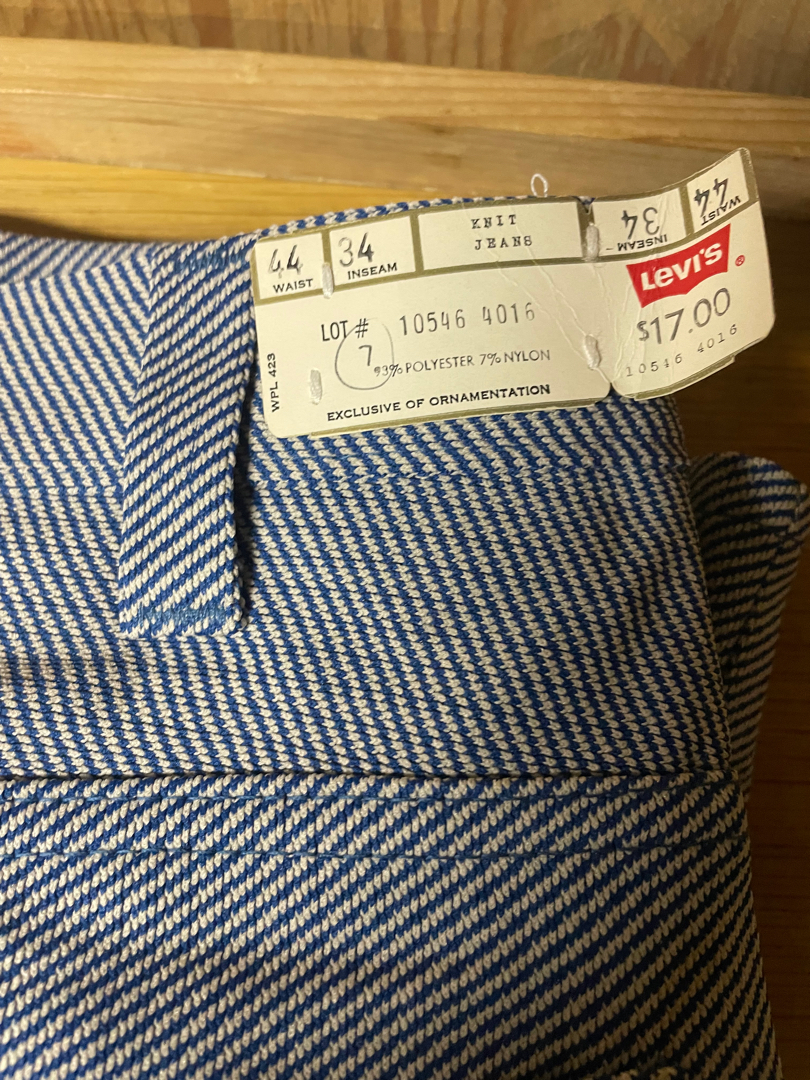 44
WAIST
34
INSEAM
KNIT
JEANS
34
INSEAM
44
WAIST
LOT # 10546 4016
7
93% POLYESTER 7% NYLON
WPL 423
EXCLUSIVE OF ORNAMENTATION
LEVI'S ®
$17.00
10546 4016